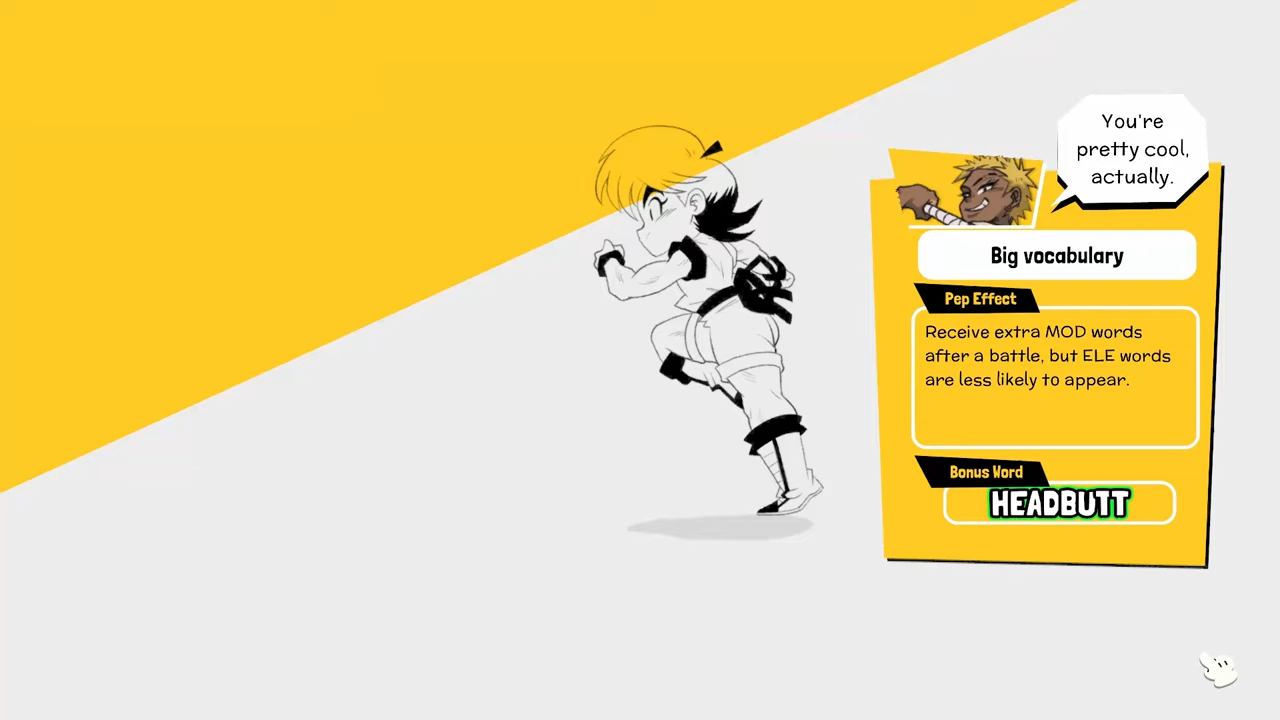 You're
pretty cool,
actually.
Big vocabulary
Pep Effect
Receive extra MOD words
after a battle, but ELE words
are less likely to appear.
Bonus Word
HEADBUTT